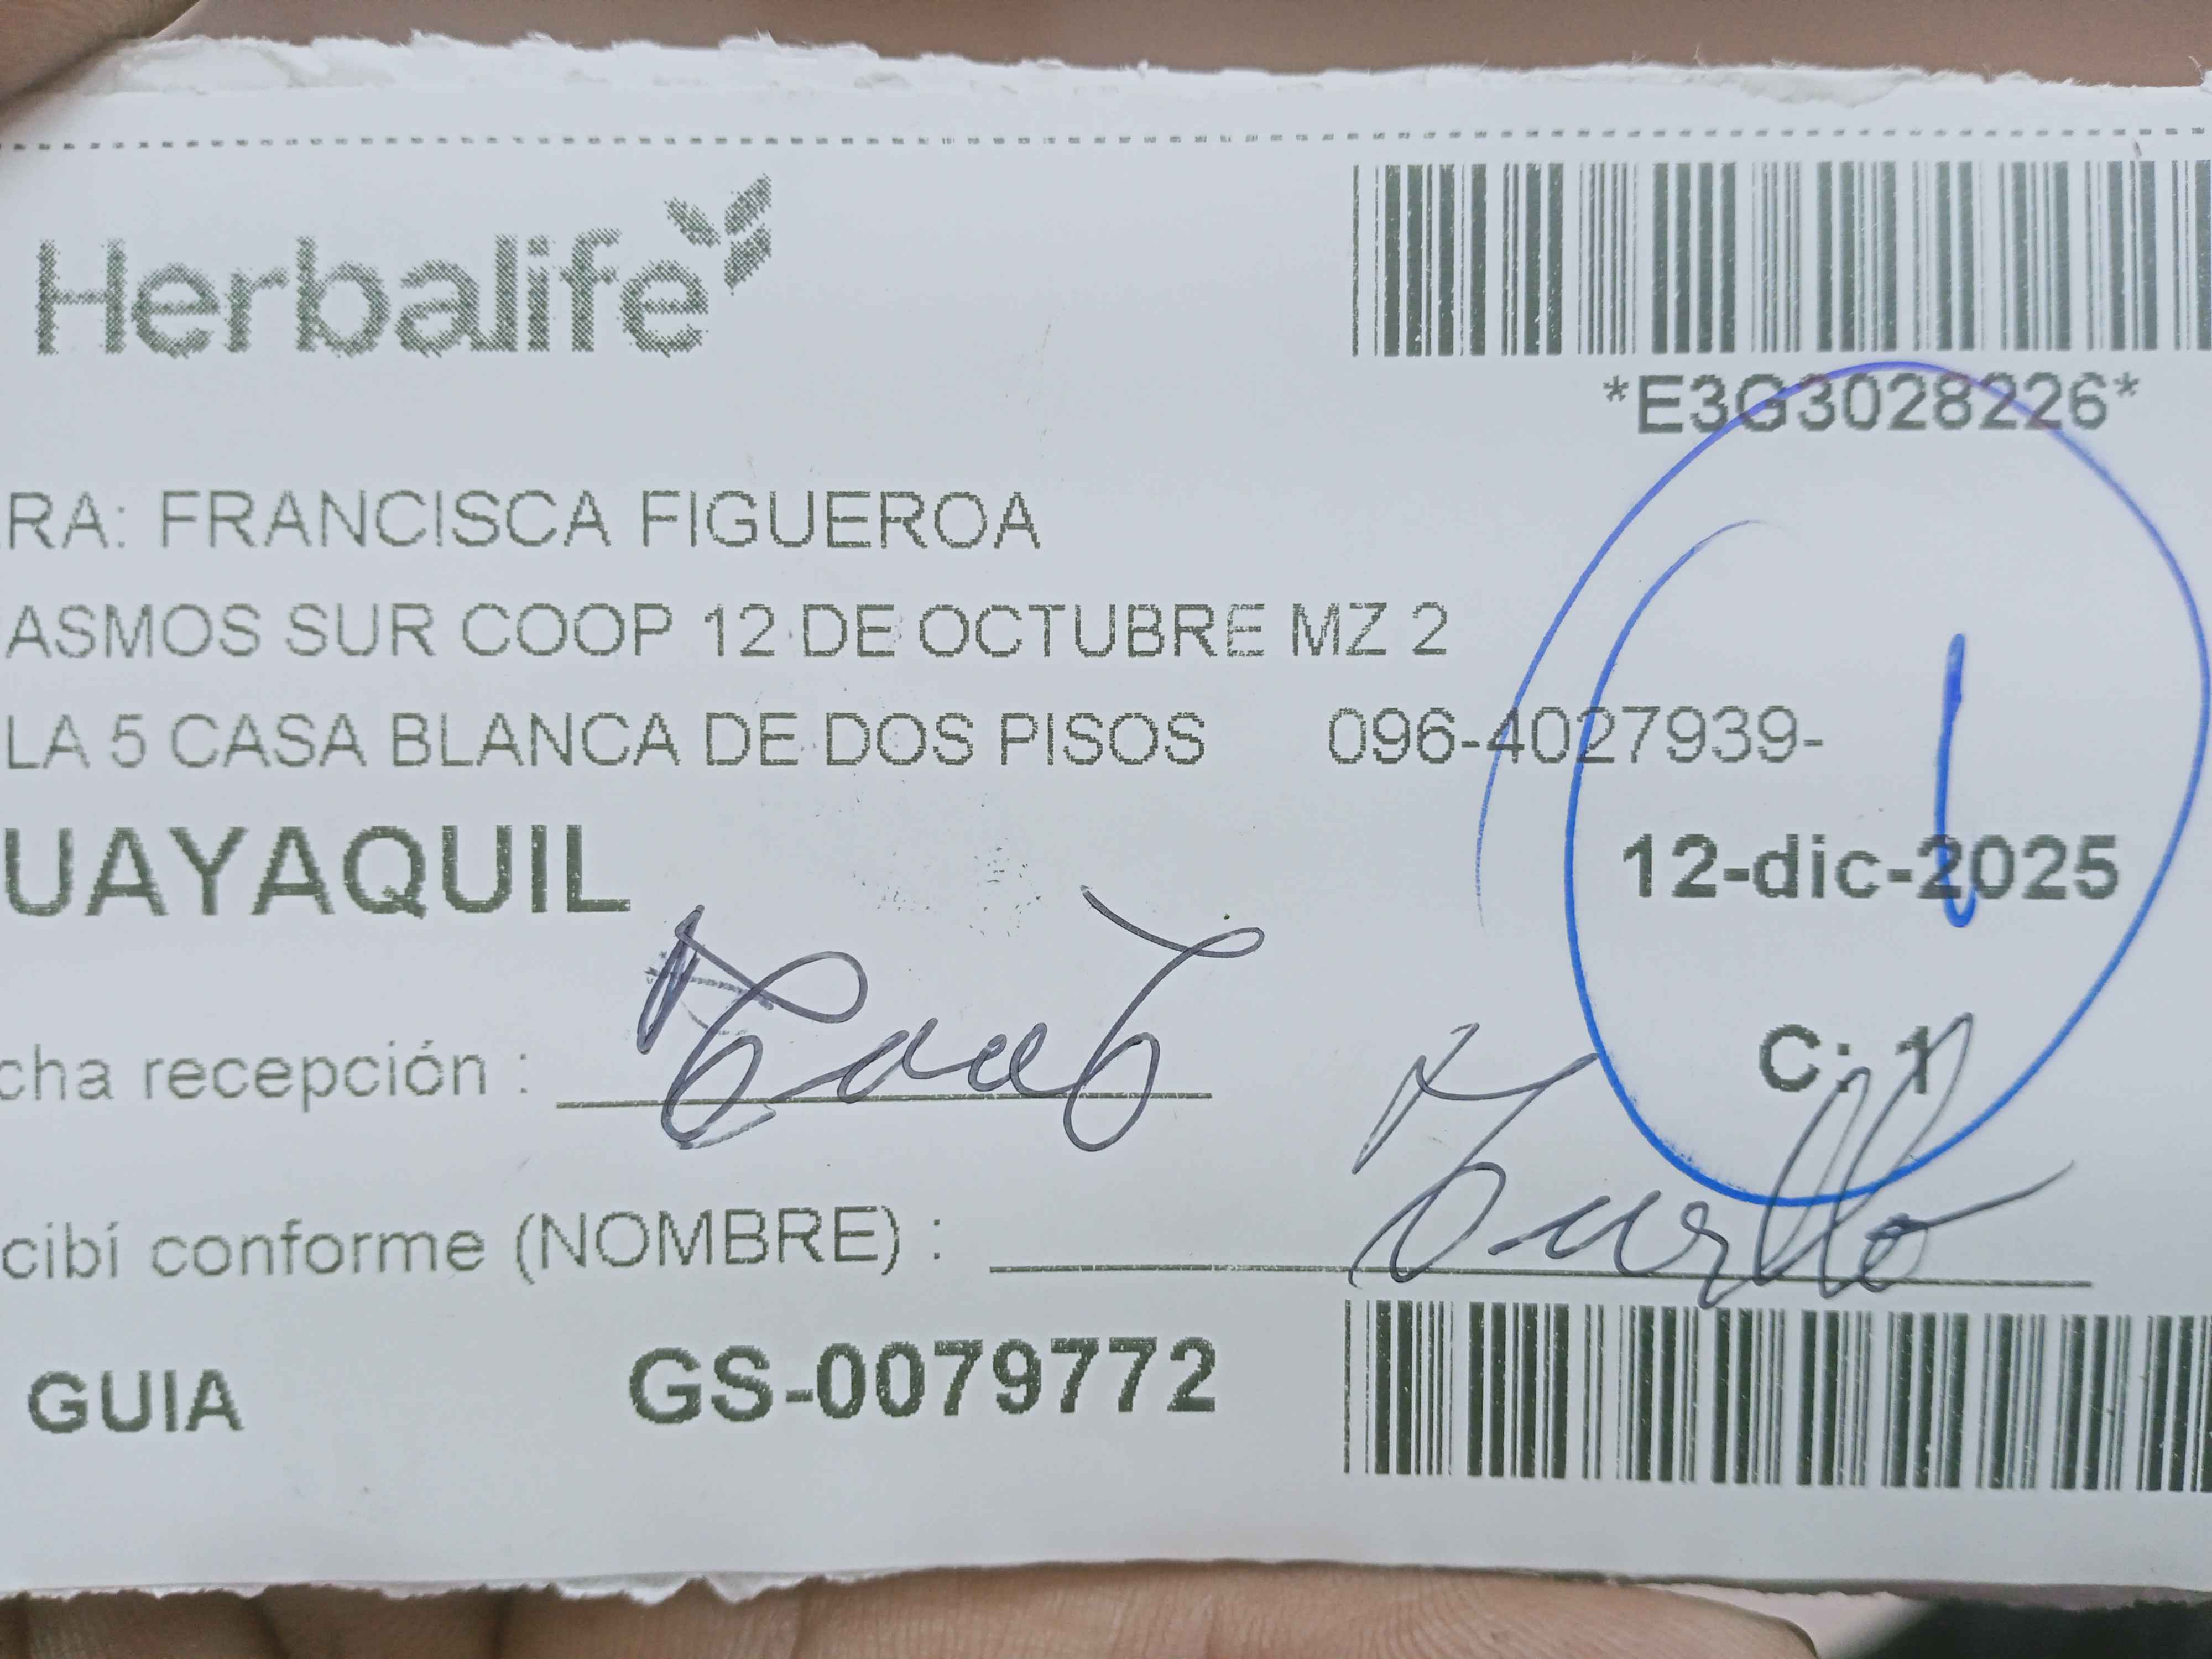 Herbalife
*E3G3028226*
RA: FRANCISCA FIGUEROA
ASMOS SUR COOP 12 DE OCTUBRE MZ 2
LA 5 CASA BLANCA DE DOS PISOS 096-4027939-
UAYAQUIL 12-dic-2025
C: 1
cha recepción :
cibí conforme (NOMBRE) :
GUIA GS-0079772